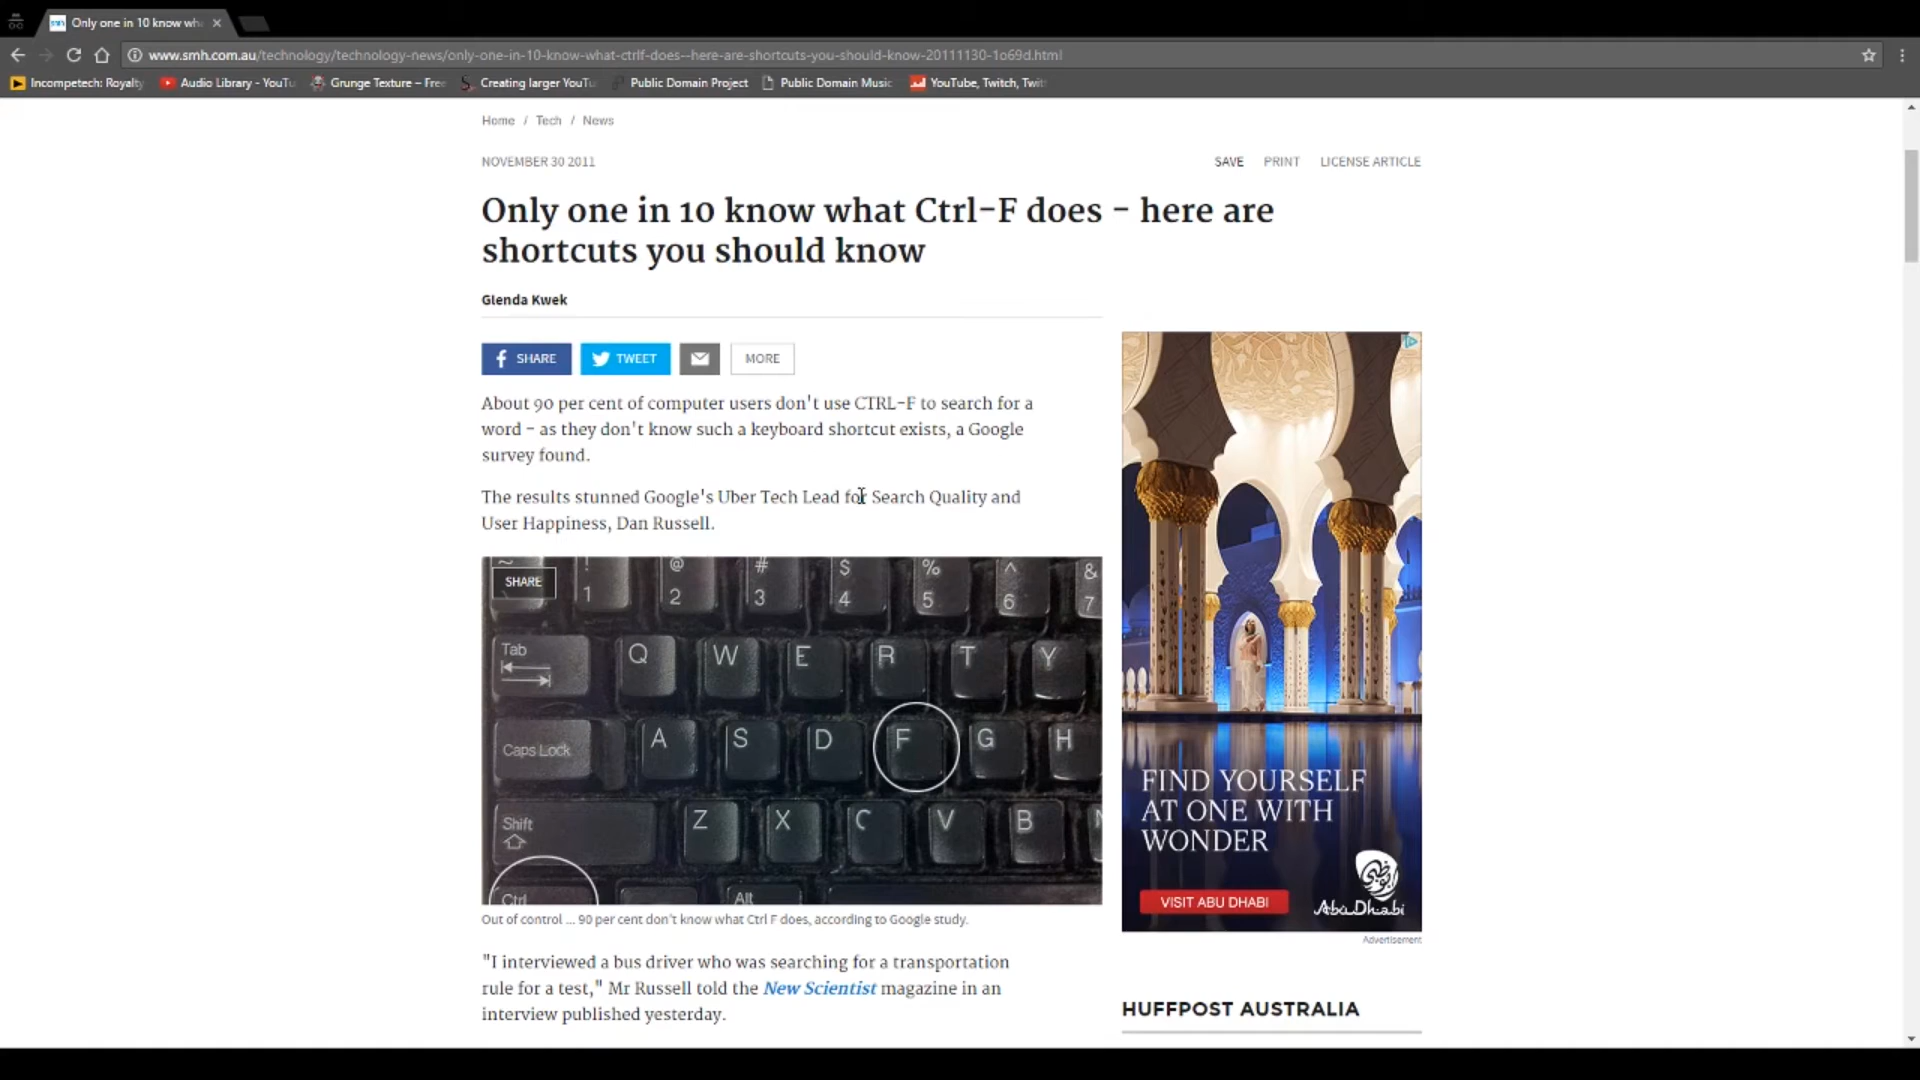 Only one in 10 know wh
www.smh.com.au/technology/technology-news/only-one-in-10-know-what-ctrlf-does--here-are-shortcuts-you-should-know-20111130-1o69d.html
Incompetech: Royalty Audio Library - YouTu Grunge Texture – Free Creating larger YouTu Public Domain Project Public Domain Music YouTube, Twitch, Twit
Home / Tech / News
NOVEMBER 30 2011
SAVE PRINT LICENSE ARTICLE
Only one in 10 know what Ctrl-F does - here are
shortcuts you should know
Glenda Kwek
SHARE TWEET MORE
About 90 per cent of computer users don't use CTRL-F to search for a
word - as they don't know such a keyboard shortcut exists, a Google
survey found.
The results stunned Google's Uber Tech Lead for Search Quality and
User Happiness, Dan Russell.
SHARE
~ ! @ # $ % ^ &
1 2 3 4 5 6 7
Tab Q W E R T Y
Caps Lock A S D F G H
Shift Z X C V B
Ctrl Alt
Out of control ... 90 per cent don't know what Ctrl F does, according to Google study.
"I interviewed a bus driver who was searching for a transportation
rule for a test," Mr Russell told the New Scientist magazine in an
interview published yesterday.
FIND YOURSELF
AT ONE WITH
WONDER
VISIT ABU DHABI
Abu Dhabi
Advertisement
HUFFPOST AUSTRALIA